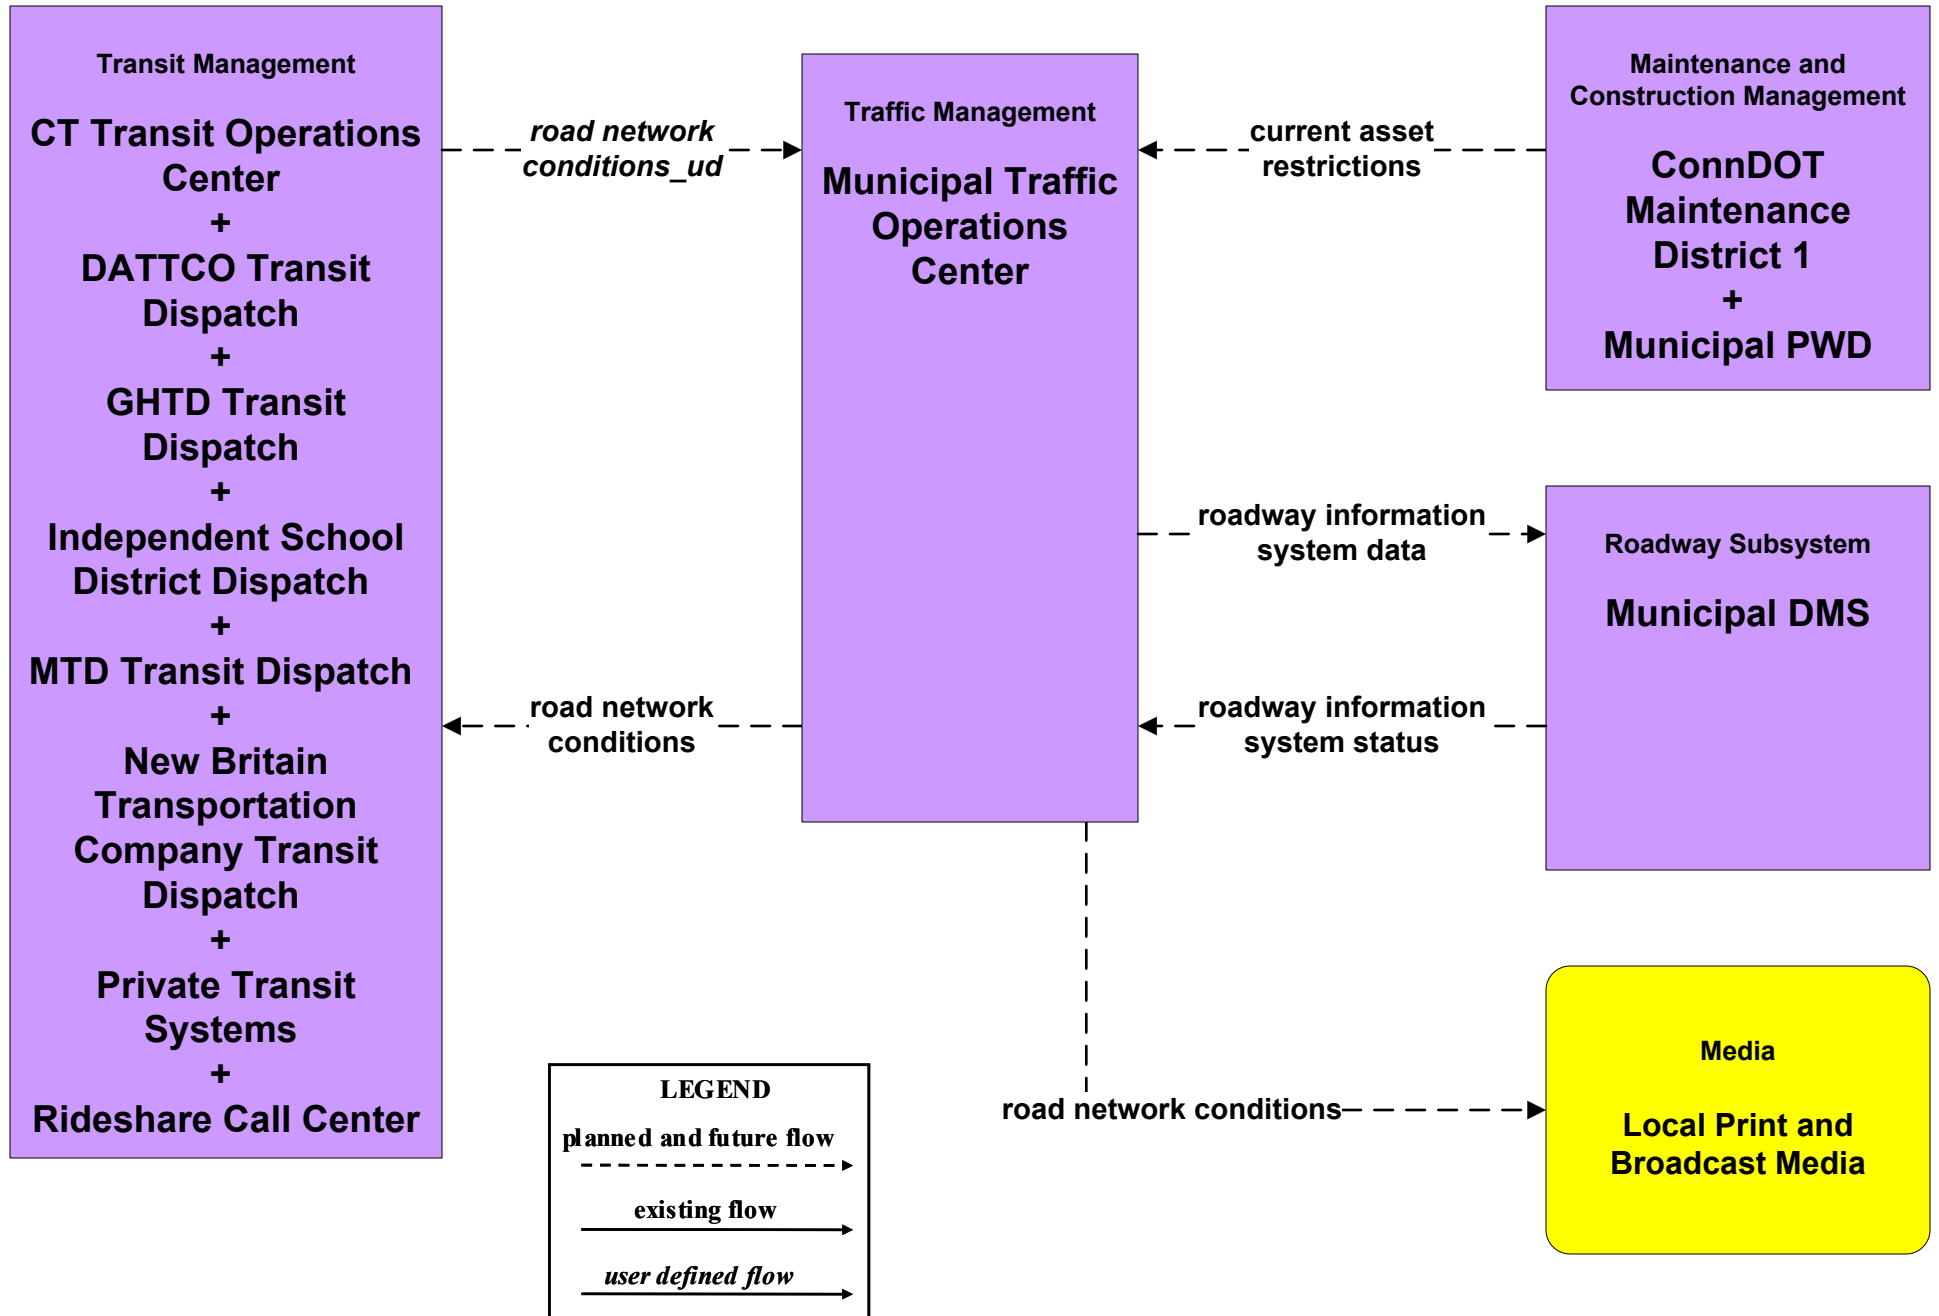 Transit Management
CT Transit Operations
Center
+
DATTCO Transit
Dispatch
+
GHTD Transit
Dispatch
+
Independent School
District Dispatch
+
MTD Transit Dispatch
+
New Britain
Transportation
Company Transit
Dispatch
+
Private Transit
Systems
+
Rideshare Call Center
road network
conditions_ud
road network
conditions
Traffic Management
Municipal Traffic
Operations
Center
current asset
restrictions
roadway information
system data
roadway information
system status
road network conditions
Maintenance and
Construction Management
ConnDOT
Maintenance
District 1
+
Municipal PWD
Roadway Subsystem
Municipal DMS
Media
Local Print and
Broadcast Media
LEGEND
planned and future flow
existing flow
user defined flow